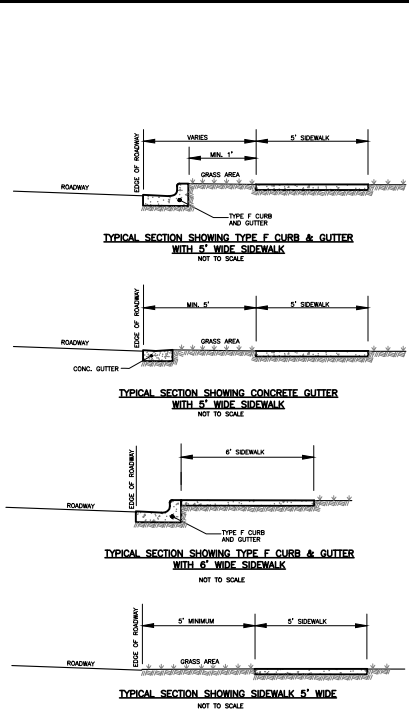 EDGE OF ROADWAY
VARIES
5' SIDEWALK
MIN. 1'
GRASS AREA
ROADWAY
TYPE F CURB
AND GUTTER
TYPICAL SECTION SHOWING TYPE F CURB & GUTTER
WITH 5' WIDE SIDEWALK
NOT TO SCALE
EDGE OF ROADWAY
MIN. 5'
5' SIDEWALK
GRASS AREA
ROADWAY
CONC. GUTTER
TYPICAL SECTION SHOWING CONCRETE GUTTER
WITH 5' WIDE SIDEWALK
NOT TO SCALE
EDGE OF ROADWAY
6' SIDEWALK
ROADWAY
TYPE F CURB
AND GUTTER
TYPICAL SECTION SHOWING TYPE F CURB & GUTTER
WITH 6' WIDE SIDEWALK
NOT TO SCALE
EDGE OF ROADWAY
5' MINIMUM
5' SIDEWALK
GRASS AREA
ROADWAY
TYPICAL SECTION SHOWING SIDEWALK 5' WIDE
NOT TO SCALE